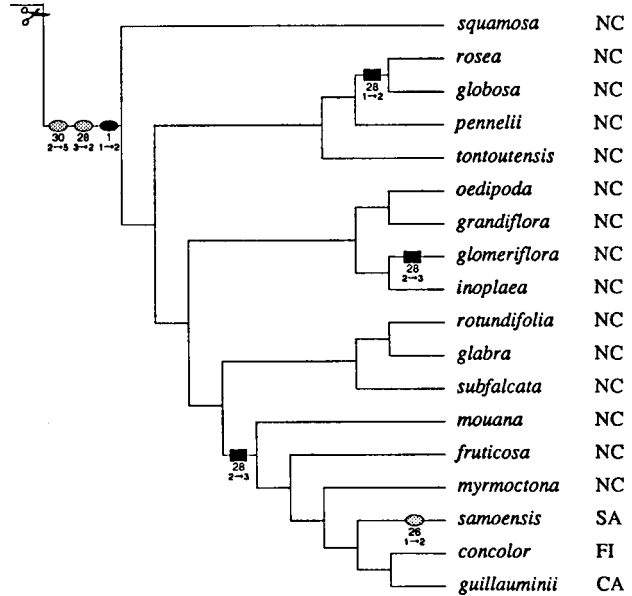 squamosa NC
rosea NC
28
1→2
globosa NC
pennelii NC
30 28 1
2→5 3→2 1→2
tontoutensis NC
oedipoda NC
grandiflora NC
glomeriflora NC
28
2→3
inoplaea NC
rotundifolia NC
glabra NC
subfalcata NC
mouana NC
fruticosa NC
28
2→3
myrmoctona NC
samoensis SA
26
1→2
concolor FI
guillauminii CA